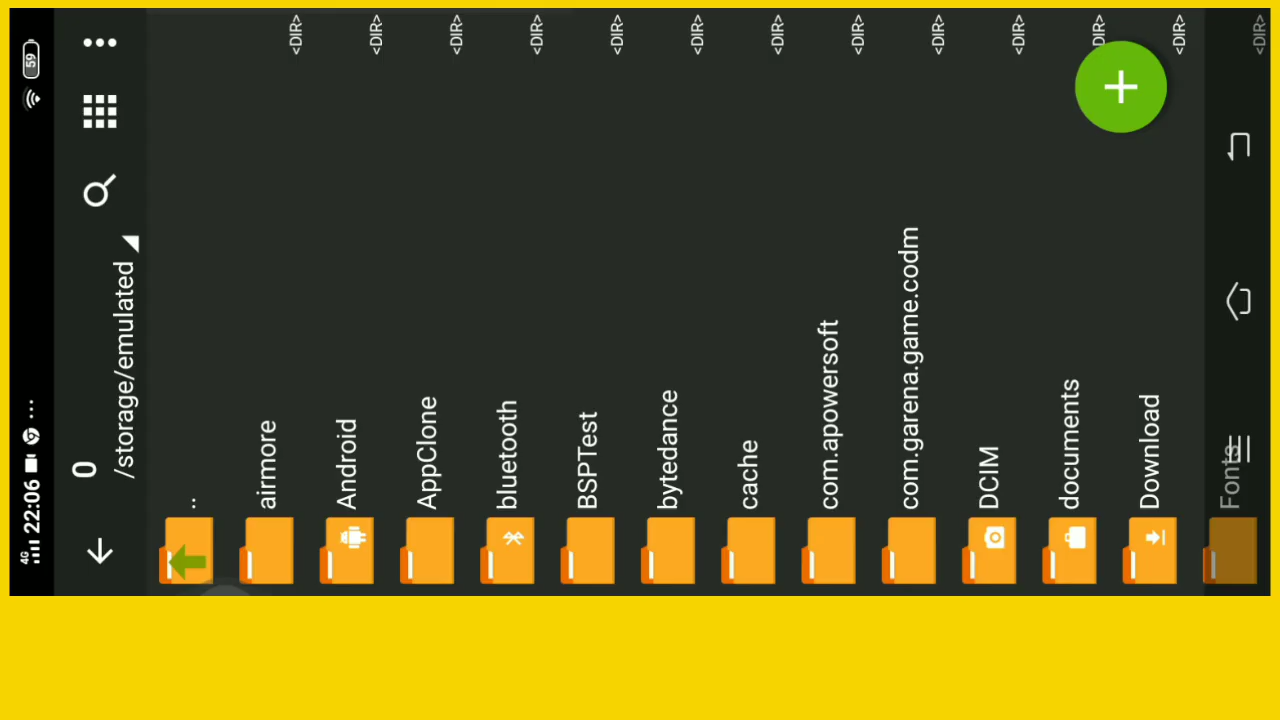 4G 22:06 ... 59
0
/storage/emulated
..
airmore
<DIR>
Android
<DIR>
AppClone
<DIR>
bluetooth
<DIR>
BSPTest
<DIR>
bytedance
<DIR>
cache
<DIR>
com.apowersoft
<DIR>
com.garena.game.codm
<DIR>
DCIM
<DIR>
documents
<DIR>
Download
<DIR>
Fonts
<DIR>